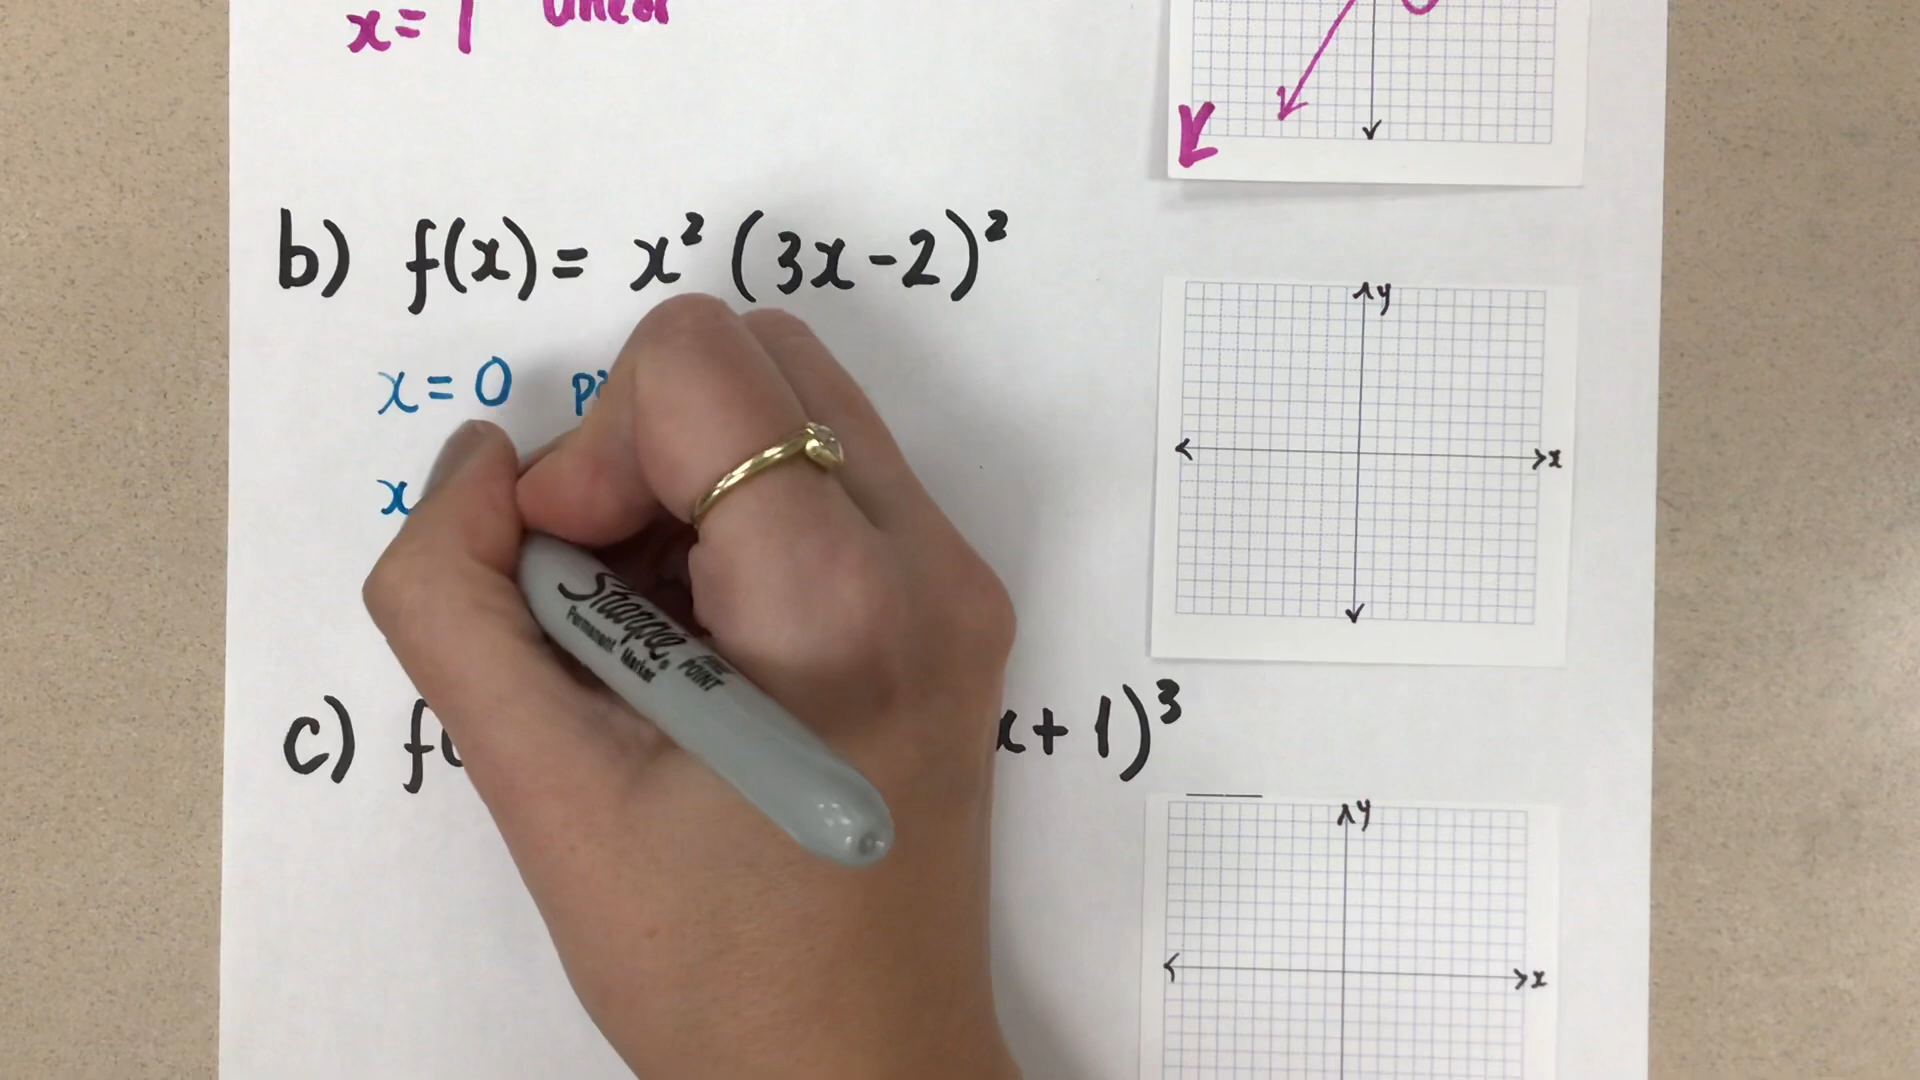 x = 1 linear
y
b) f(x) = x² (3x-2)²
x = 0
x
x
Sharpie
Permanent Marker.
FINE
POINT
c) f( x + 1)³
y
x